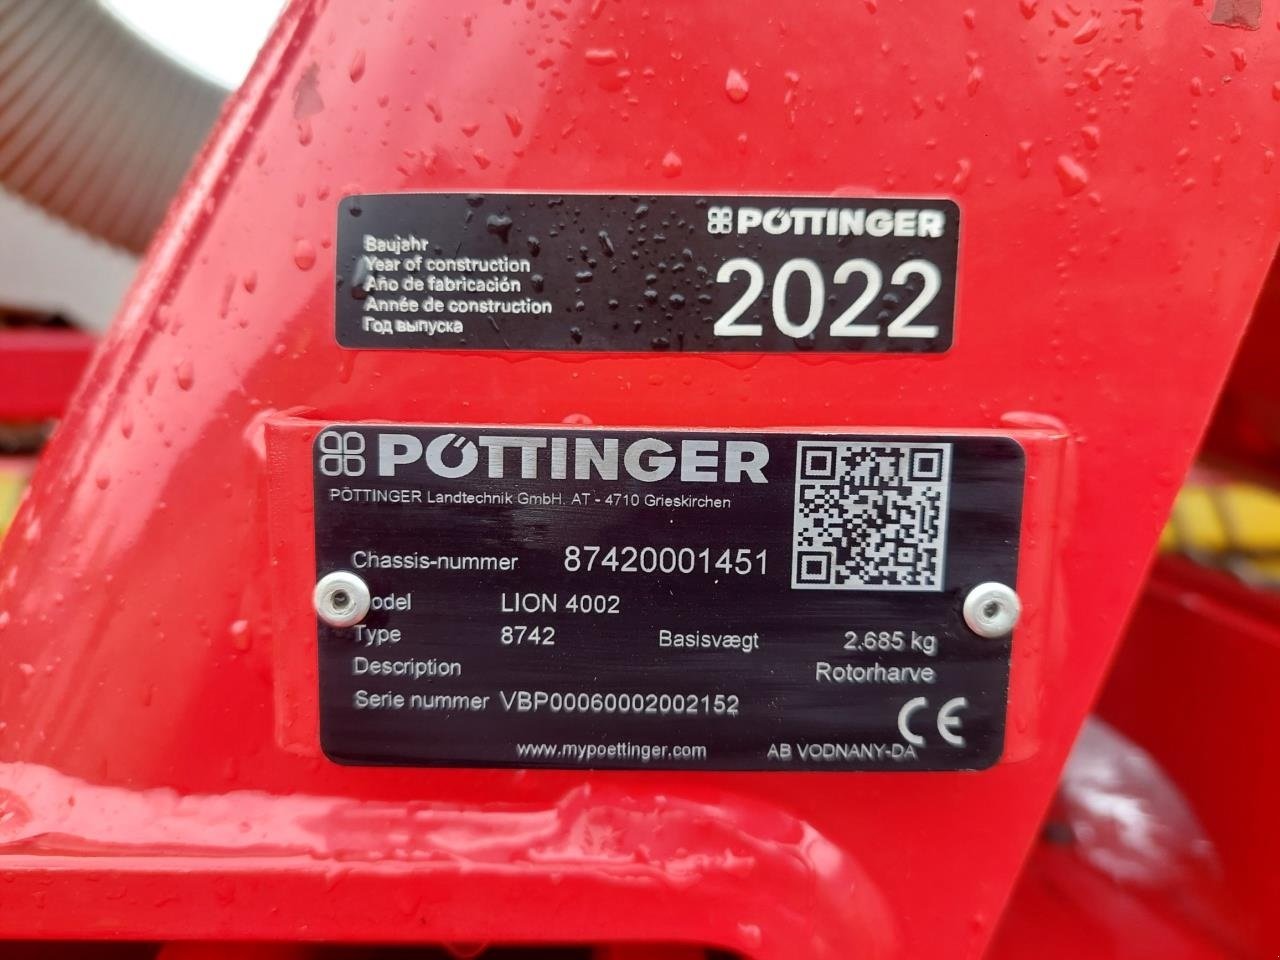 PÖTTINGER
Baujahr
Year of construction
Año de fabricación
Année de construction
Год выпуска
2022
PÖTTINGER
PÖTTINGER Landtechnik GmbH. AT - 4710 Grieskirchen
Chassis-nummer 87420001451
Model LION 4002
Type 8742 Basisvægt 2.685 kg
Description Rotorharve
Serie nummer VBP00060002002152
CE
www.mypoettinger.com AB VODNANY-DA